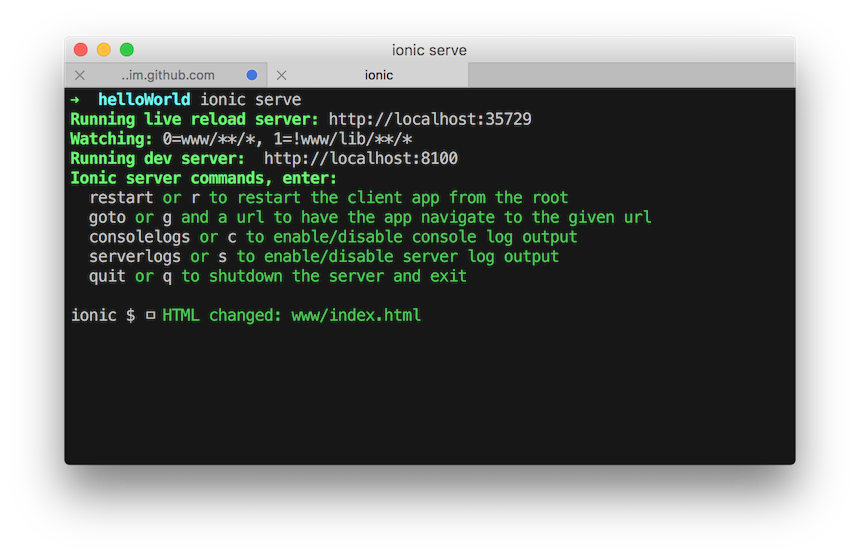 ionic serve
..im.github.com
ionic
➜ helloWorld ionic serve
Running live reload server: http://localhost:35729
Watching: 0=www/**/*, 1=!www/lib/**/*
Running dev server:  http://localhost:8100
Ionic server commands, enter:
  restart or r to restart the client app from the root
  goto or g and a url to have the app navigate to the given url
  consolelogs or c to enable/disable console log output
  serverlogs or s to enable/disable server log output
  quit or q to shutdown the server and exit
ionic $ HTML changed: www/index.html